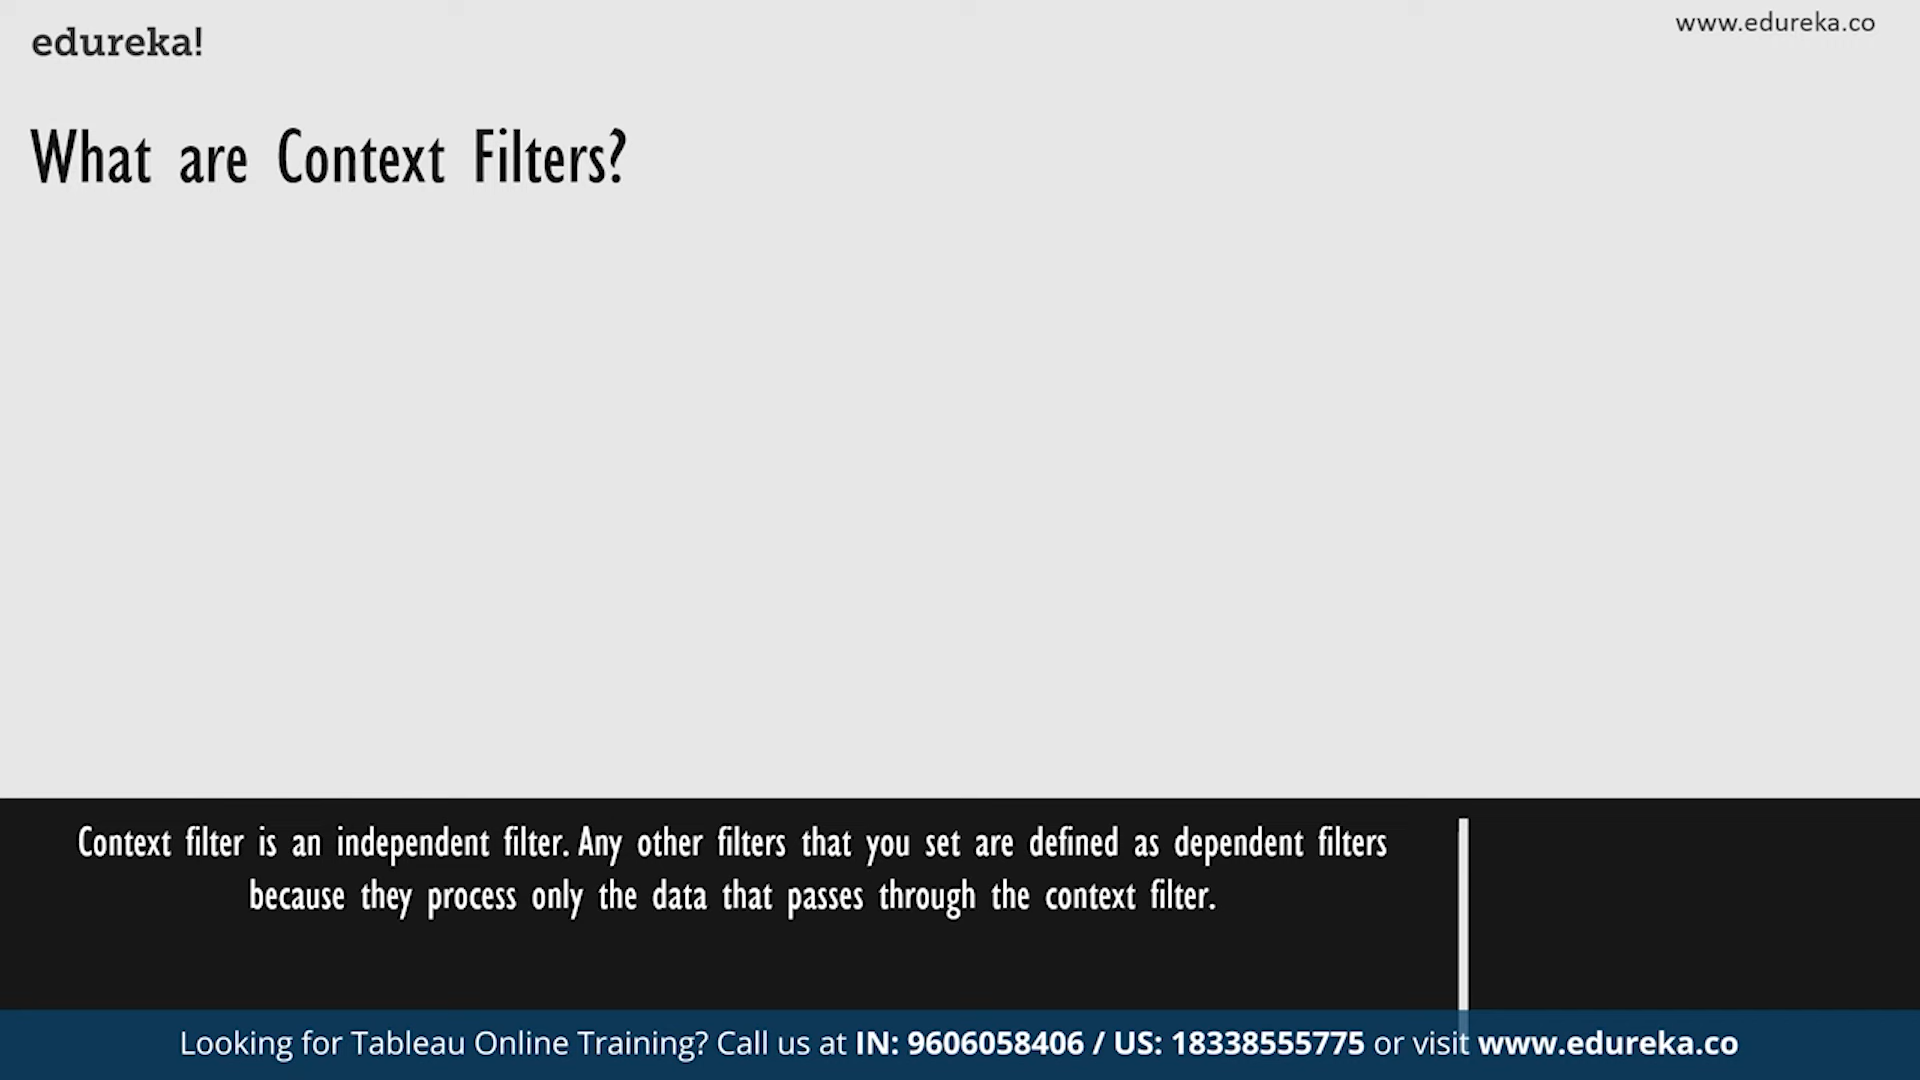 edureka!
www.edureka.co
What are Context Filters?
Context filter is an independent filter. Any other filters that you set are defined as dependent filters
because they process only the data that passes through the context filter.
Looking for Tableau Online Training? Call us at IN: 9606058406 / US: 18338555775 or visit www.edureka.co